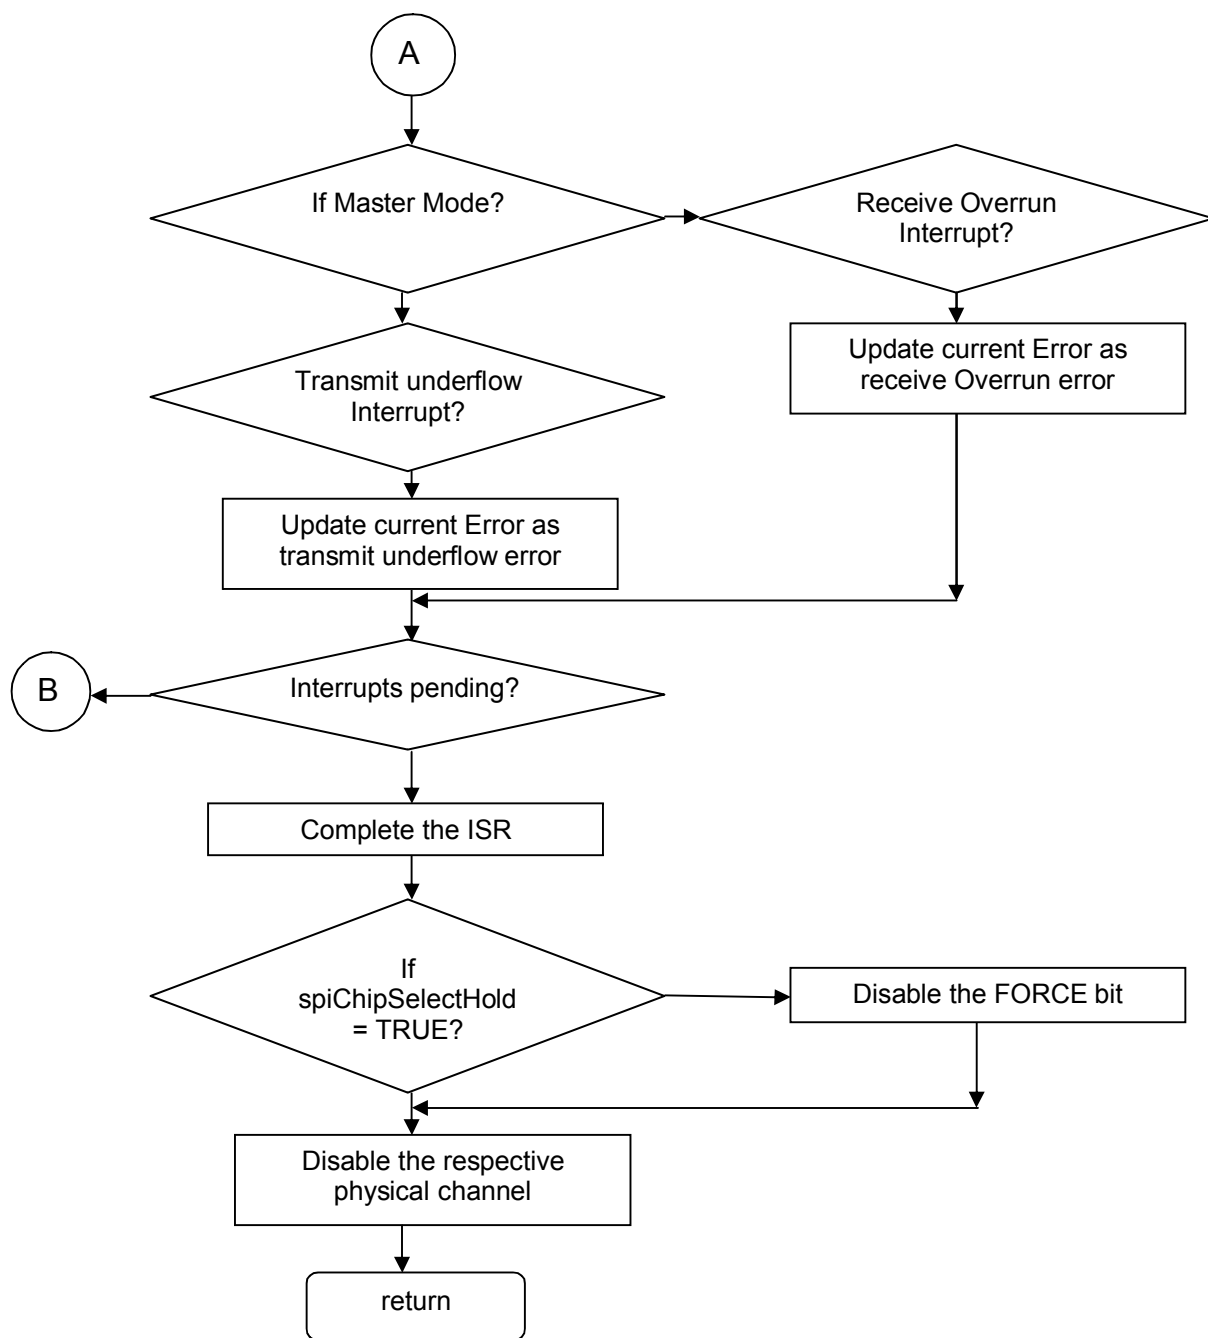 A
If Master Mode?
Receive Overrun
Interrupt?
Transmit underflow
Interrupt?
Update current Error as
receive Overrun error
Update current Error as
transmit underflow error
B
Interrupts pending?
Complete the ISR
If
spiChipSelectHold
= TRUE?
Disable the FORCE bit
Disable the respective
physical channel
return